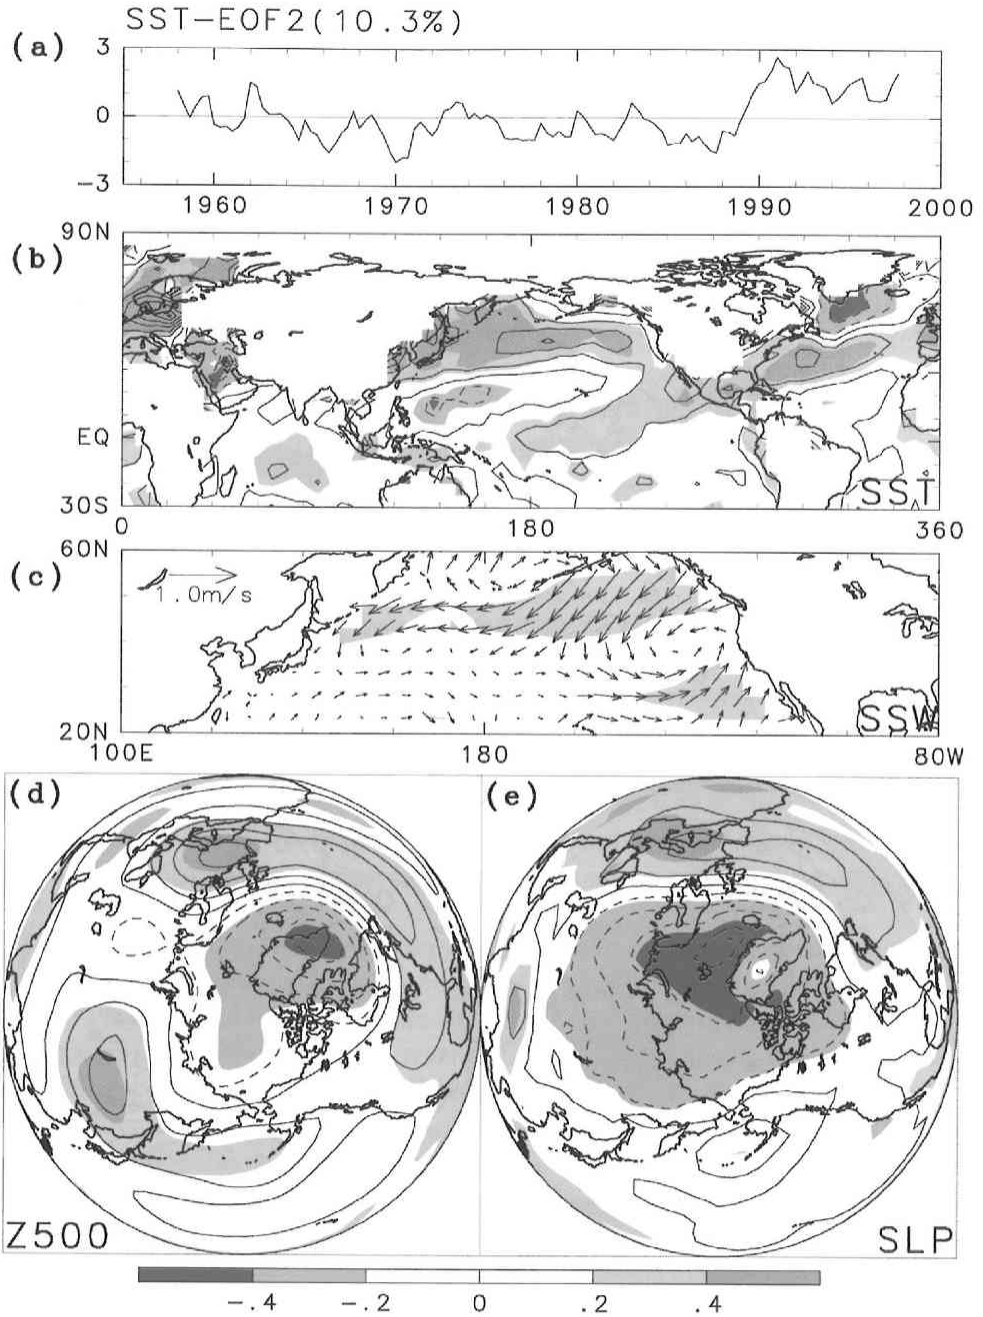 SST-EOF2(10.3%)
(a)
3
0
-3
1960 1970 1980 1990 2000
(b)
90N
EQ
30S
SST
0 180 360
(c)
60N
1.0m/s
20N
SSW
100E 180 80W
(d) (e)
Z500 SLP
-.4 -.2 0 .2 .4